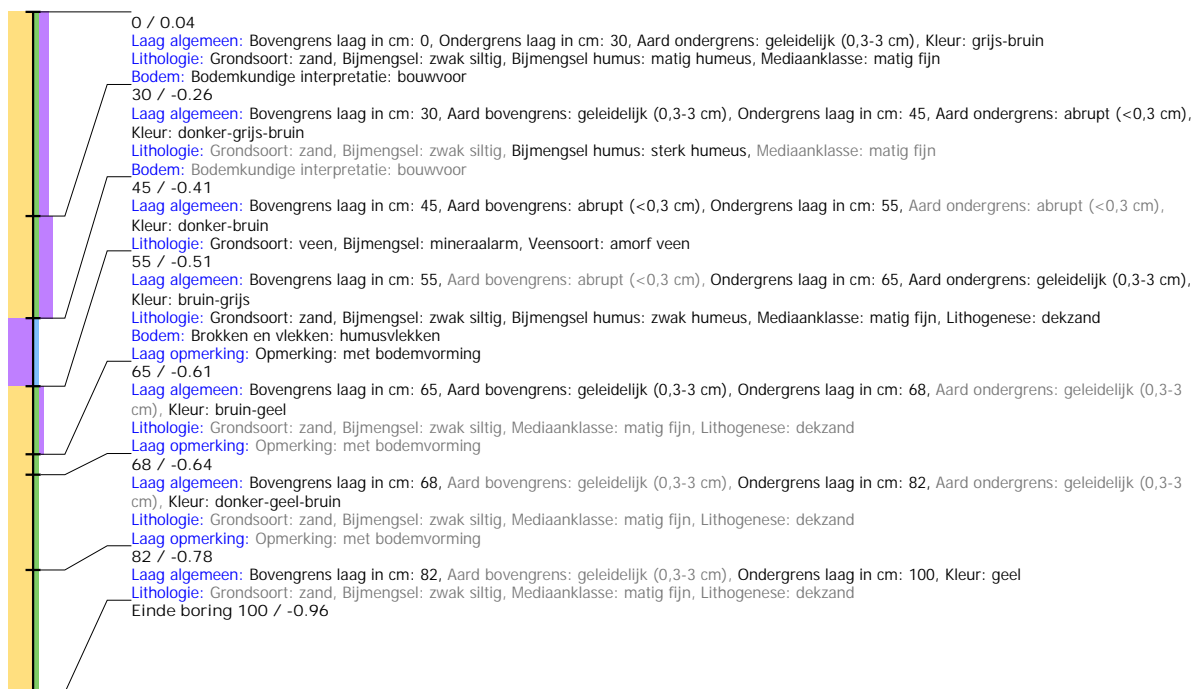 0 / 0.04
Laag algemeen: Bovengrens laag in cm: 0, Ondergrens laag in cm: 30, Aard ondergrens: geleidelijk (0,3-3 cm), Kleur: grijs-bruin
Lithologie: Grondsoort: zand, Bijmengsel: zwak siltig, Bijmengsel humus: matig humeus, Mediaanklasse: matig fijn
Bodem: Bodemkundige interpretatie: bouwvoor
30 / -0.26
Laag algemeen: Bovengrens laag in cm: 30, Aard bovengrens: geleidelijk (0,3-3 cm), Ondergrens laag in cm: 45, Aard ondergrens: abrupt (<0,3 cm),
Kleur: donker-grijs-bruin
Lithologie: Grondsoort: zand, Bijmengsel: zwak siltig, Bijmengsel humus: sterk humeus, Mediaanklasse: matig fijn
Bodem: Bodemkundige interpretatie: bouwvoor
45 / -0.41
Laag algemeen: Bovengrens laag in cm: 45, Aard bovengrens: abrupt (<0,3 cm), Ondergrens laag in cm: 55, Aard ondergrens: abrupt (<0,3 cm),
Kleur: donker-bruin
Lithologie: Grondsoort: veen, Bijmengsel: mineraalarm, Veensoort: amorf veen
55 / -0.51
Laag algemeen: Bovengrens laag in cm: 55, Aard bovengrens: abrupt (<0,3 cm), Ondergrens laag in cm: 65, Aard ondergrens: geleidelijk (0,3-3 cm),
Kleur: bruin-grijs
Lithologie: Grondsoort: zand, Bijmengsel: zwak siltig, Bijmengsel humus: zwak humeus, Mediaanklasse: matig fijn, Lithogenese: dekzand
Bodem: Brokken en vlekken: humusvlekken
Laag opmerking: Opmerking: met bodemvorming
65 / -0.61
Laag algemeen: Bovengrens laag in cm: 65, Aard bovengrens: geleidelijk (0,3-3 cm), Ondergrens laag in cm: 68, Aard ondergrens: geleidelijk (0,3-3
cm), Kleur: bruin-geel
Lithologie: Grondsoort: zand, Bijmengsel: zwak siltig, Mediaanklasse: matig fijn, Lithogenese: dekzand
Laag opmerking: Opmerking: met bodemvorming
68 / -0.64
Laag algemeen: Bovengrens laag in cm: 68, Aard bovengrens: geleidelijk (0,3-3 cm), Ondergrens laag in cm: 82, Aard ondergrens: geleidelijk (0,3-3
cm), Kleur: donker-geel-bruin
Lithologie: Grondsoort: zand, Bijmengsel: zwak siltig, Mediaanklasse: matig fijn, Lithogenese: dekzand
Laag opmerking: Opmerking: met bodemvorming
82 / -0.78
Laag algemeen: Bovengrens laag in cm: 82, Aard bovengrens: geleidelijk (0,3-3 cm), Ondergrens laag in cm: 100, Kleur: geel
Lithologie: Grondsoort: zand, Bijmengsel: zwak siltig, Mediaanklasse: matig fijn, Lithogenese: dekzand
Einde boring 100 / -0.96